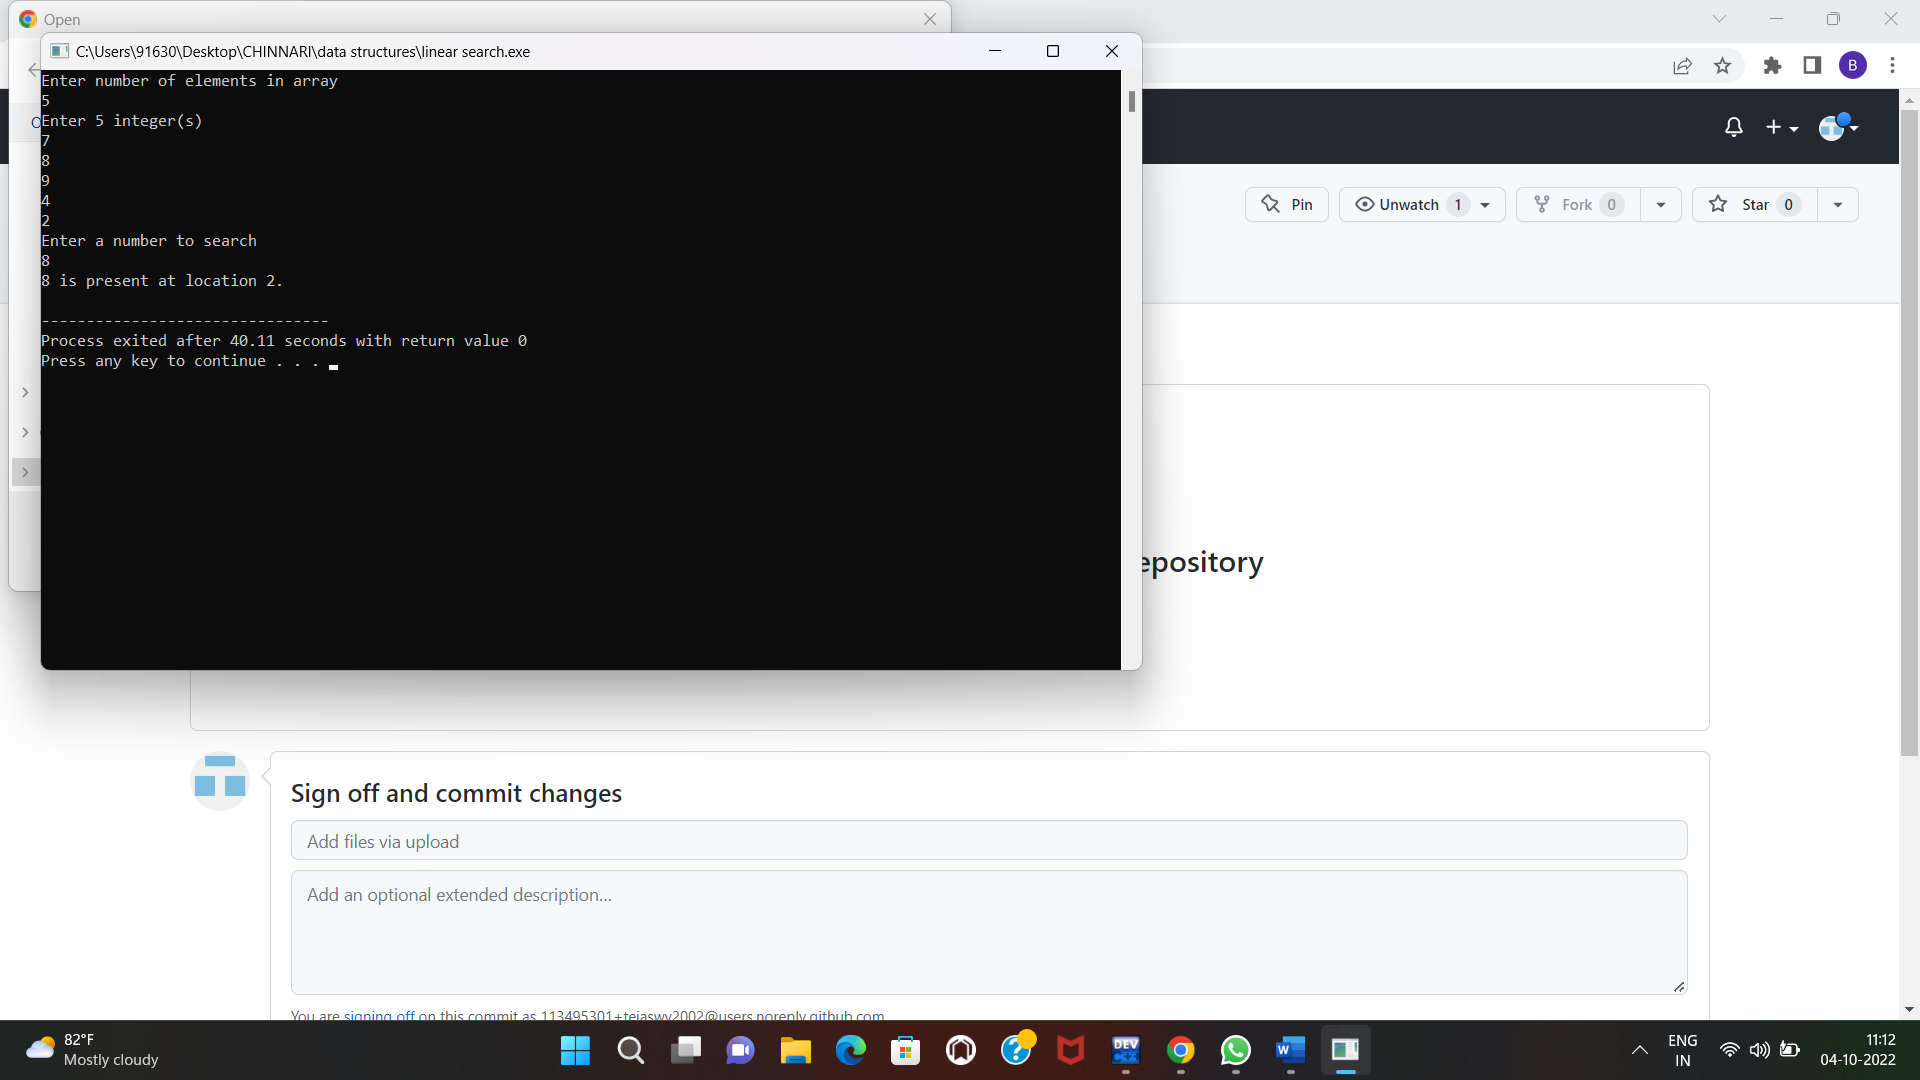 Open
C:\Users\91630\Desktop\CHINNARI\data structures\linear search.exe
B
Enter number of elements in array
5
Enter 5 integer(s)
7
8
9
4
2
Enter a number to search
8
8 is present at location 2.
--------------------------------
Process exited after 40.11 seconds with return value 0
Press any key to continue . . .
Pin
Unwatch 1
Fork 0
Star 0
epository
Sign off and commit changes
Add files via upload
Add an optional extended description...
You are signing off on this commit as 113495301+tejaswy2002@users.noreply.github.com
82°F
Mostly cloudy
DEV
C++
W
ENG
IN
11:12
04-10-2022